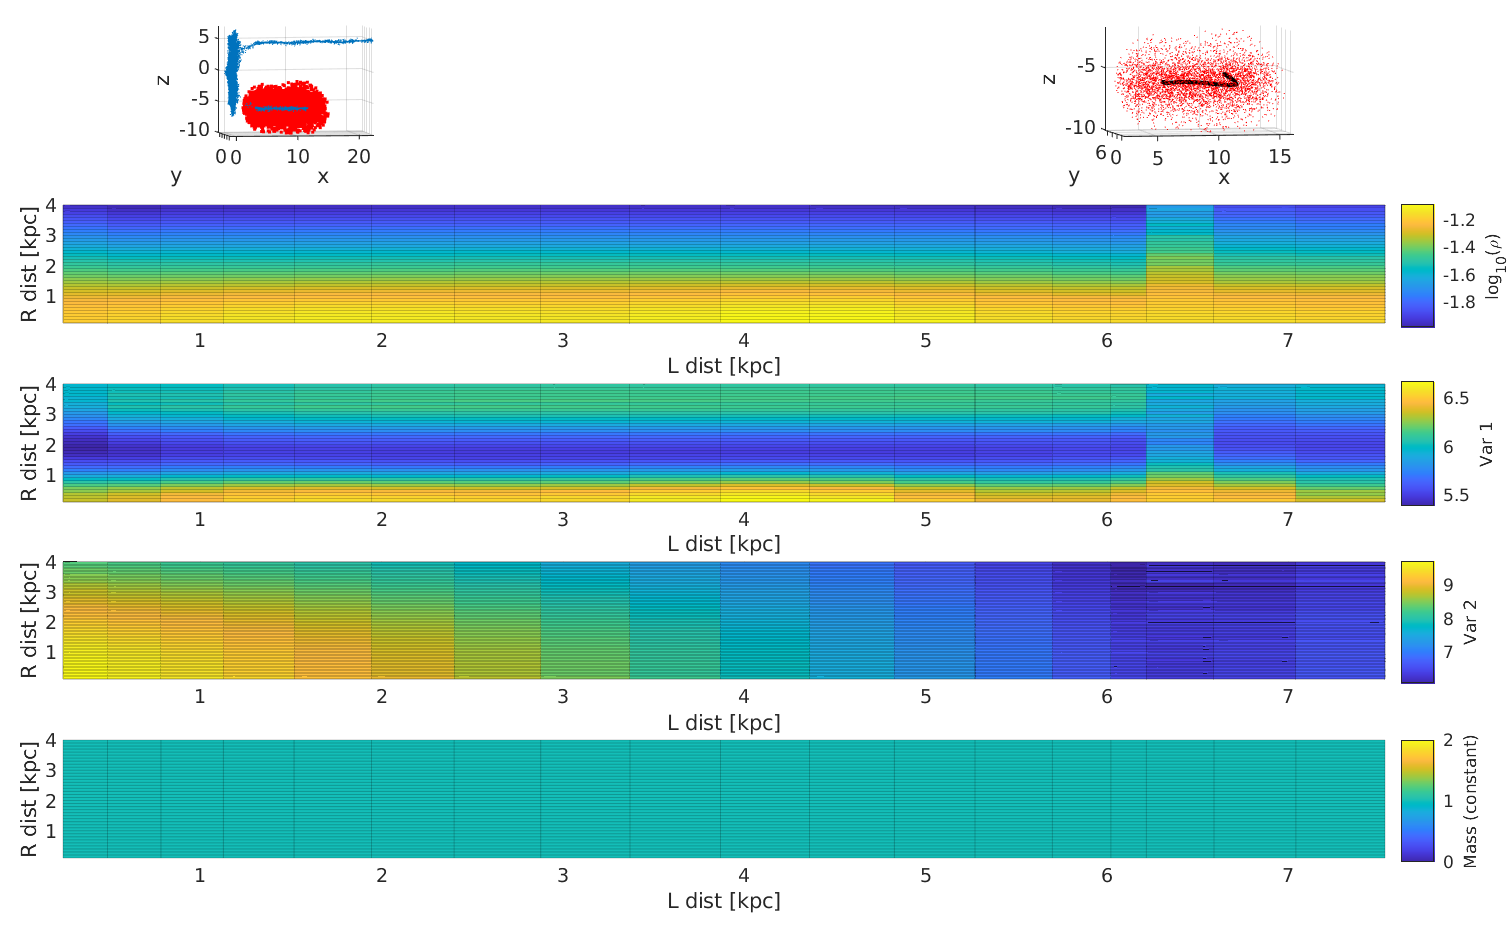 5
0
-5
-10
z
0 0 10 20
y x
-5
-10
z
6 0 5 10 15
y x
4
3
2
1
R dist [kpc]
1 2 3 4 5 6 7
L dist [kpc]
-1.2
-1.4
-1.6
-1.8
log10(ρ)
4
3
2
1
R dist [kpc]
1 2 3 4 5 6 7
L dist [kpc]
6.5
6
5.5
Var 1
4
3
2
1
R dist [kpc]
1 2 3 4 5 6 7
L dist [kpc]
9
8
7
Var 2
4
3
2
1
R dist [kpc]
1 2 3 4 5 6 7
L dist [kpc]
2
1
0
Mass (constant)